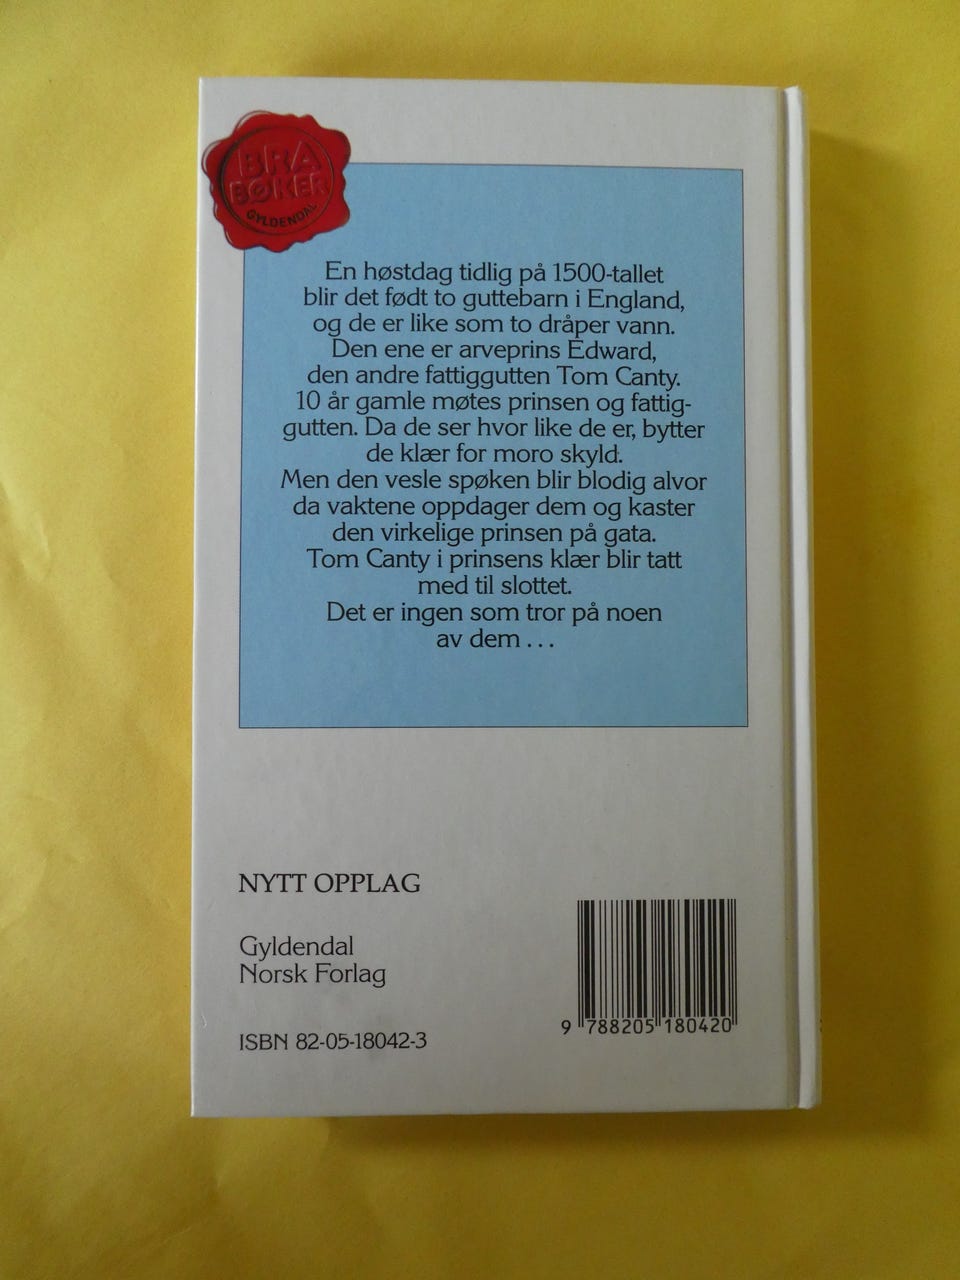 BRA
BØKER
GYLDENDAL
En høstdag tidlig på 1500-tallet
blir det født to guttebarn i England,
og de er like som to dråper vann.
Den ene er arveprins Edward,
den andre fattiggutten Tom Canty.
10 år gamle møtes prinsen og fattig-
gutten. Da de ser hvor like de er, bytter
de klær for moro skyld.
Men den vesle spøken blir blodig alvor
da vaktene oppdager dem og kaster
den virkelige prinsen på gata.
Tom Canty i prinsens klær blir tatt
med til slottet.
Det er ingen som tror på noen
av dem ...
NYTT OPPLAG
Gyldendal
Norsk Forlag
ISBN 82-05-18042-3
9 788205 180420